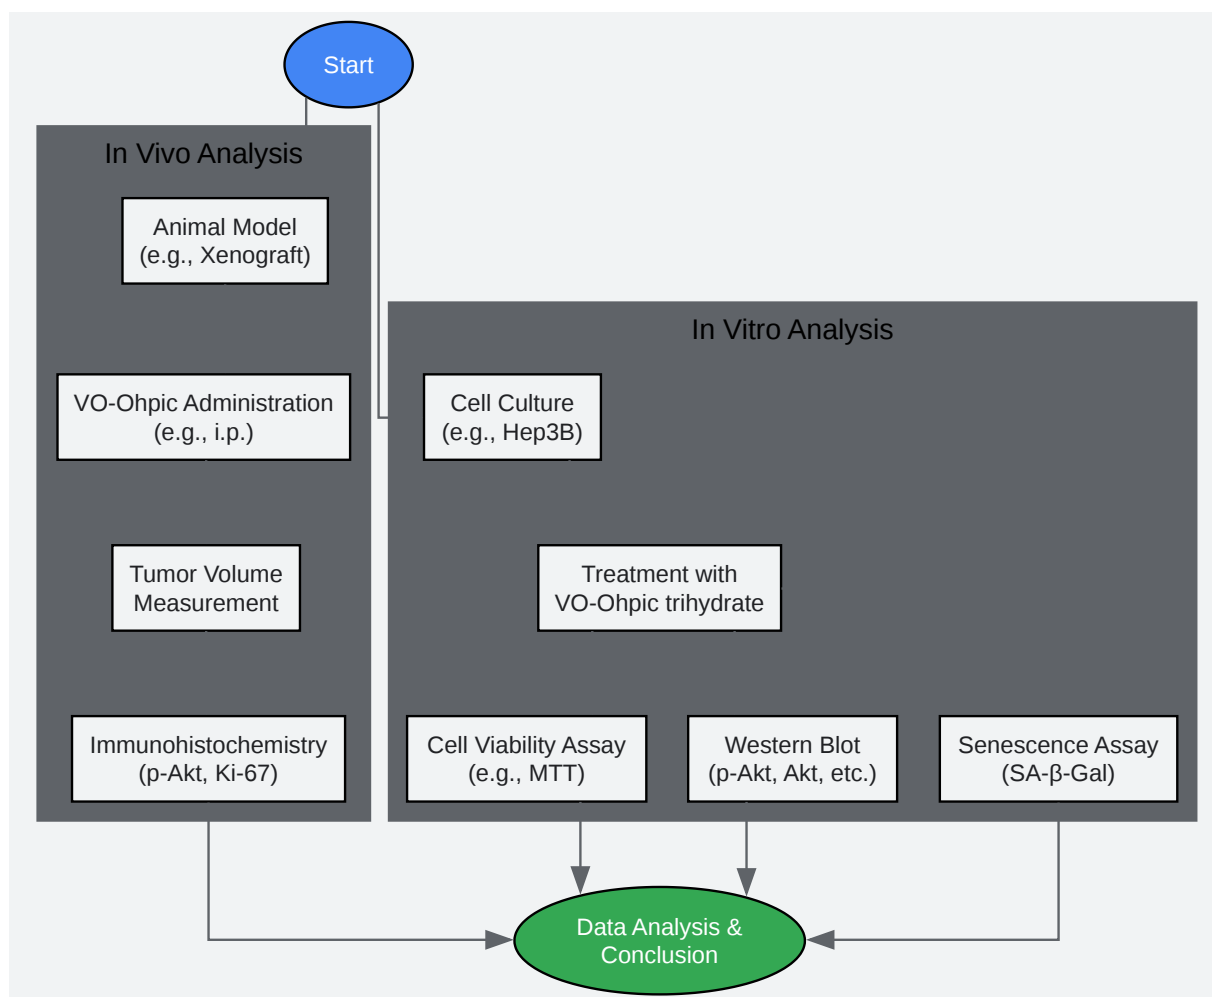 Start
In Vivo Analysis
Animal Model
(e.g., Xenograft)
VO-Ohpic Administration
(e.g., i.p.)
Tumor Volume
Measurement
Immunohistochemistry
(p-Akt, Ki-67)
In Vitro Analysis
Cell Culture
(e.g., Hep3B)
Treatment with
VO-Ohpic trihydrate
Cell Viability Assay
(e.g., MTT)
Western Blot
(p-Akt, Akt, etc.)
Senescence Assay
(SA-β-Gal)
Data Analysis &
Conclusion